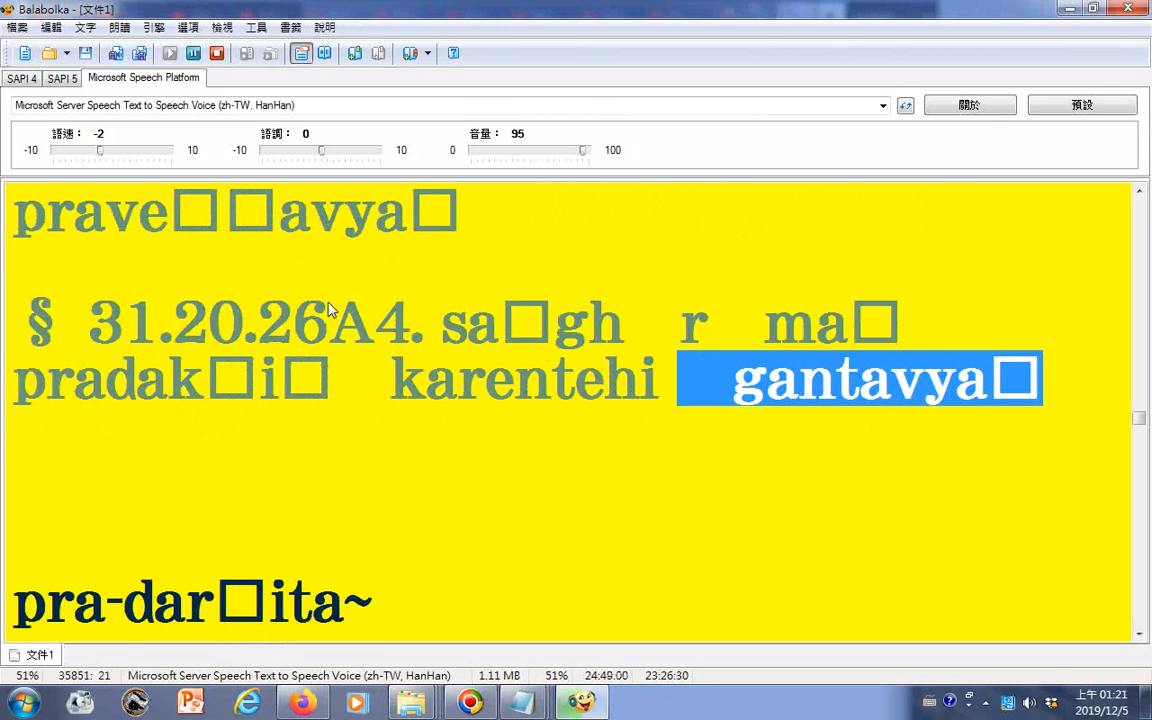 Balabolka - [文件1]
檔案 編輯 文字 朗讀 引擎 選項 檢視 工具 書籤 說明
SAPI 4 SAPI 5 Microsoft Speech Platform
Microsoft Server Speech Text to Speech Voice (zh-TW, HanHan) 關於 預設
語速： -2 語調： 0 音量： 95
-10 10 -10 10 0 100
prave□□avya□
§ 31.20.26A4. sa□gh r ma□
pradak□i□ karentehi gantavya□
pra-dar□ita~
文件1
51% 35851: 21 Microsoft Server Speech Text to Speech Voice (zh-TW, HanHan) 1.11 MB 51% 24:49:00 23:26:30
上午 01:21
2019/12/5